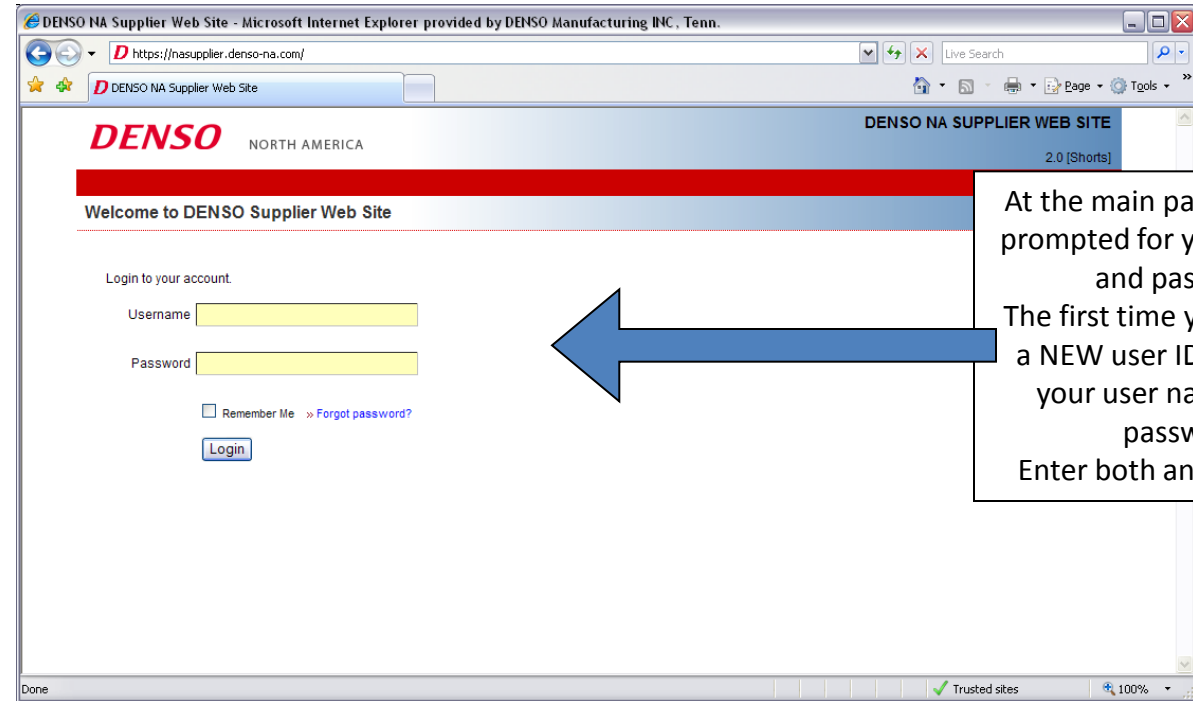 DENSO NA Supplier Web Site - Microsoft Internet Explorer provided by DENSO Manufacturing INC, Tenn.
D https://nasupplier.denso-na.com/
Live Search
D DENSO NA Supplier Web Site
Page
Tools
»
DENSO NORTH AMERICA
DENSO NA SUPPLIER WEB SITE
2.0 [Shorts]
Welcome to DENSO Supplier Web Site
Login to your account.
Username
Password
Remember Me » Forgot password?
Login
At the main pa
prompted for y
and pas
The first time y
a NEW user ID
your user na
passw
Enter both an
Done
Trusted sites
100%